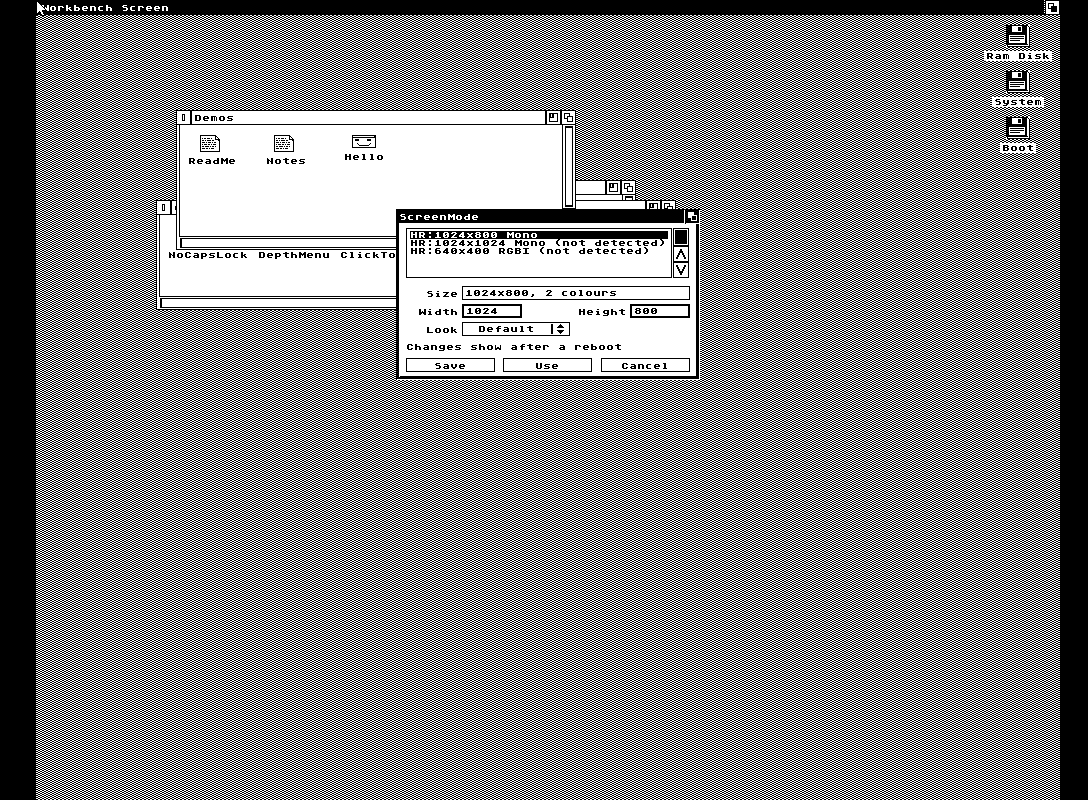 Workbench Screen
Ram Disk
System
Boot
Demos
ReadMe Notes Hello
NoCapsLock DepthMenu ClickTo
ScreenMode
HR:1024x800 Mono
HR:1024x1024 Mono (not detected)
HR:640x400 RGBI (not detected)
Size 1024x800, 2 colours
Width 1024 Height 800
Look Default
Changes show after a reboot
Save Use Cancel